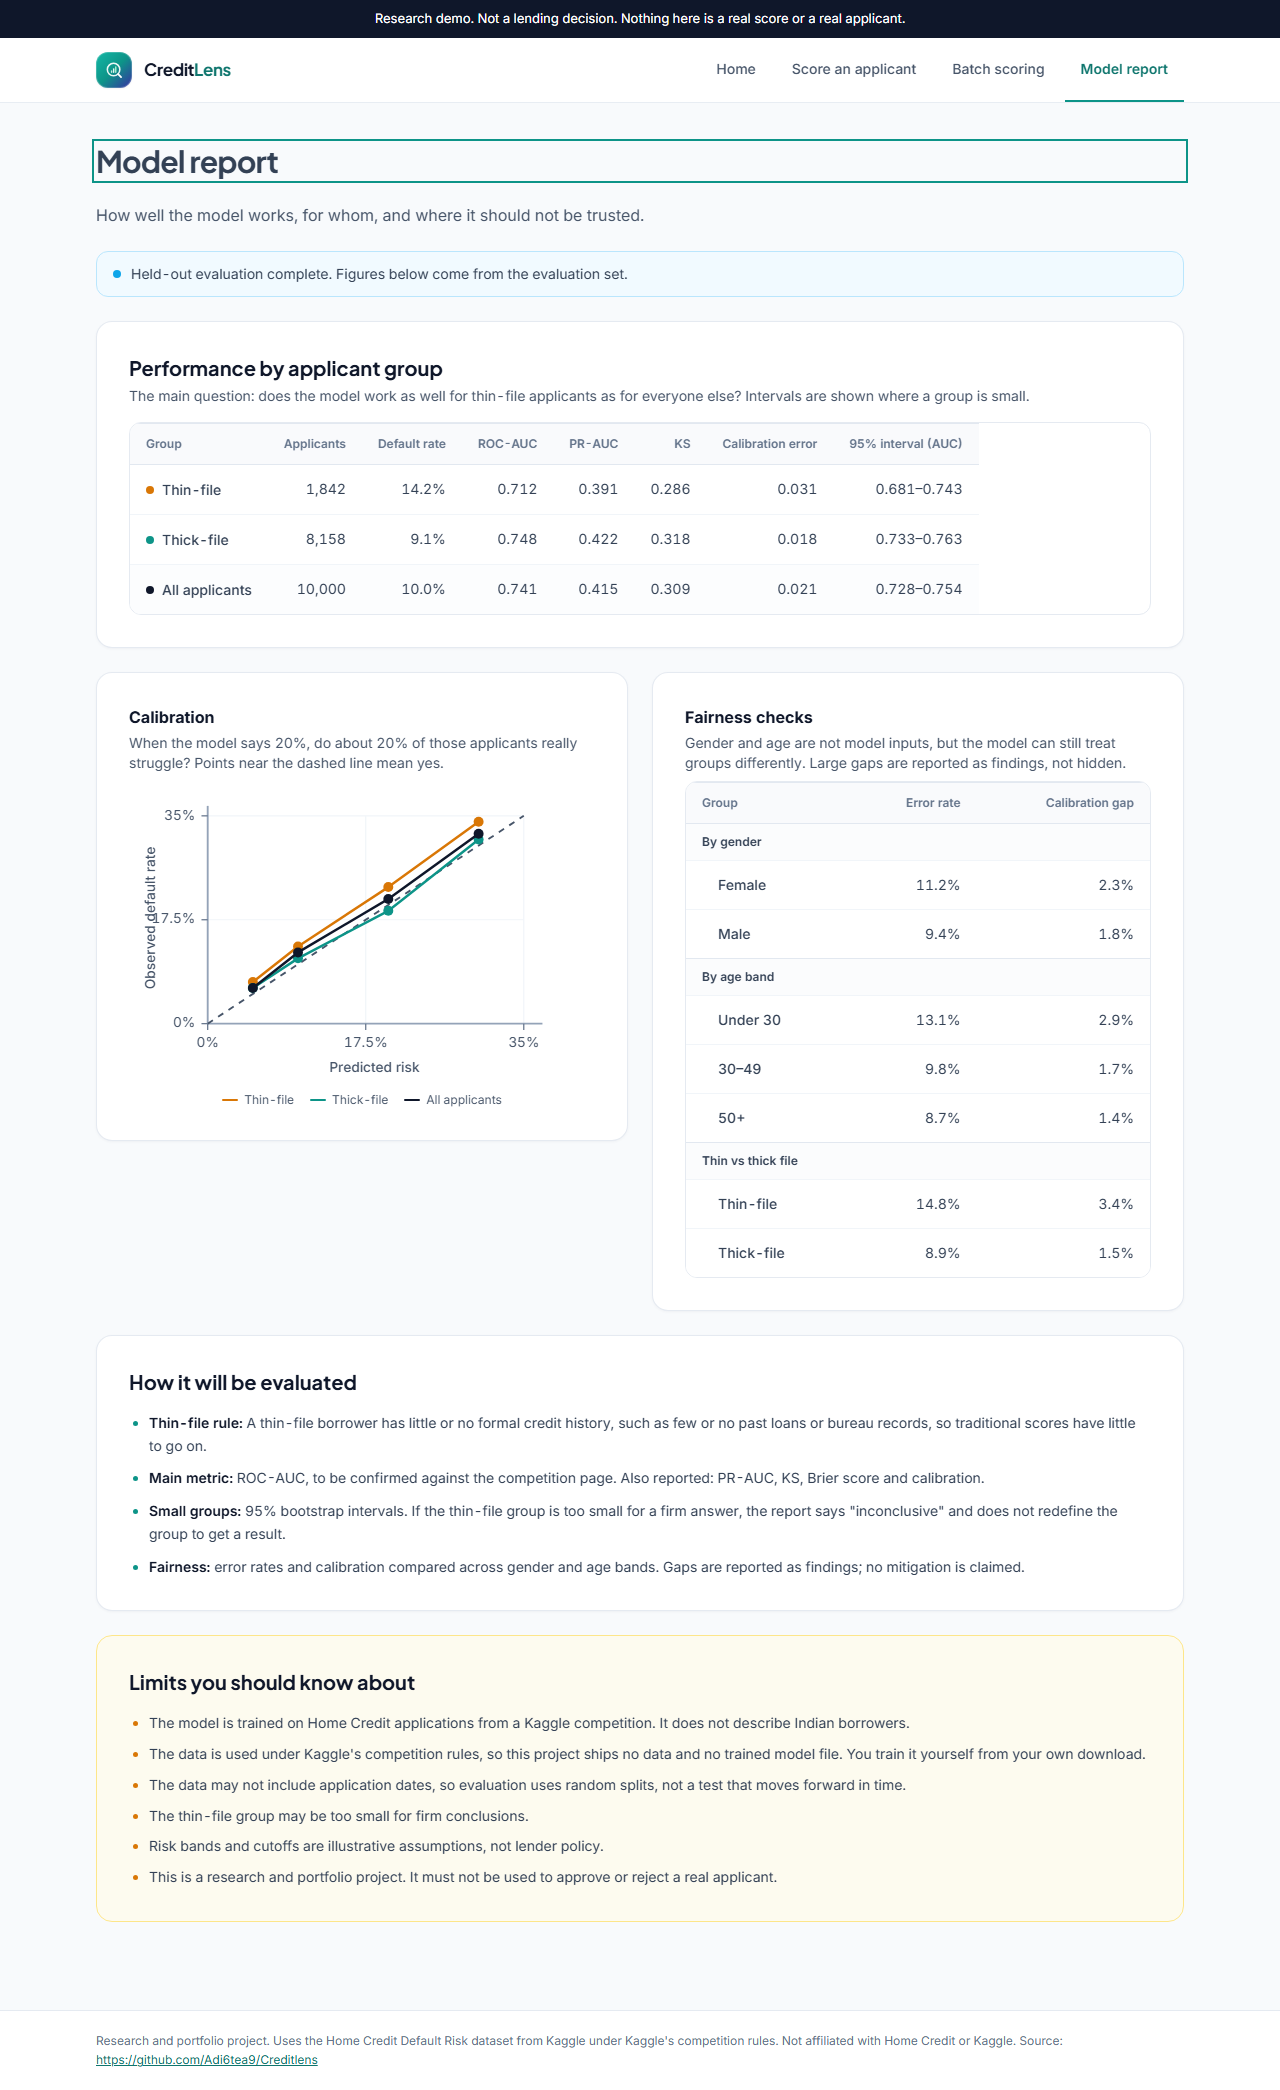 Research demo. Not a lending decision. Nothing here is a real score or a real applicant.
CreditLens
Home Score an applicant Batch scoring Model report
Model report
How well the model works, for whom, and where it should not be trusted.
Held-out evaluation complete. Figures below come from the evaluation set.
Performance by applicant group
The main question: does the model work as well for thin-file applicants as for everyone else? Intervals are shown where a group is small.
Group Applicants Default rate ROC-AUC PR-AUC KS Calibration error 95% interval (AUC)
Thin-file 1,842 14.2% 0.712 0.391 0.286 0.031 0.681–0.743
Thick-file 8,158 9.1% 0.748 0.422 0.318 0.018 0.733–0.763
All applicants 10,000 10.0% 0.741 0.415 0.309 0.021 0.728–0.754
Calibration
When the model says 20%, do about 20% of those applicants really
struggle? Points near the dashed line mean yes.
Observed default rate
35%
17.5%
0%
0% 17.5% 35%
Predicted risk
Thin-file Thick-file All applicants
Fairness checks
Gender and age are not model inputs, but the model can still treat
groups differently. Large gaps are reported as findings, not hidden.
Group Error rate Calibration gap
By gender
Female 11.2% 2.3%
Male 9.4% 1.8%
By age band
Under 30 13.1% 2.9%
30–49 9.8% 1.7%
50+ 8.7% 1.4%
Thin vs thick file
Thin-file 14.8% 3.4%
Thick-file 8.9% 1.5%
How it will be evaluated
Thin-file rule: A thin-file borrower has little or no formal credit history, such as few or no past loans or bureau records, so traditional scores have little
to go on.
Main metric: ROC-AUC, to be confirmed against the competition page. Also reported: PR-AUC, KS, Brier score and calibration.
Small groups: 95% bootstrap intervals. If the thin-file group is too small for a firm answer, the report says "inconclusive" and does not redefine the
group to get a result.
Fairness: error rates and calibration compared across gender and age bands. Gaps are reported as findings; no mitigation is claimed.
Limits you should know about
The model is trained on Home Credit applications from a Kaggle competition. It does not describe Indian borrowers.
The data is used under Kaggle's competition rules, so this project ships no data and no trained model file. You train it yourself from your own download.
The data may not include application dates, so evaluation uses random splits, not a test that moves forward in time.
The thin-file group may be too small for firm conclusions.
Risk bands and cutoffs are illustrative assumptions, not lender policy.
This is a research and portfolio project. It must not be used to approve or reject a real applicant.
Research and portfolio project. Uses the Home Credit Default Risk dataset from Kaggle under Kaggle's competition rules. Not affiliated with Home Credit or Kaggle. Source:
https://github.com/Adi6tea9/Creditlens